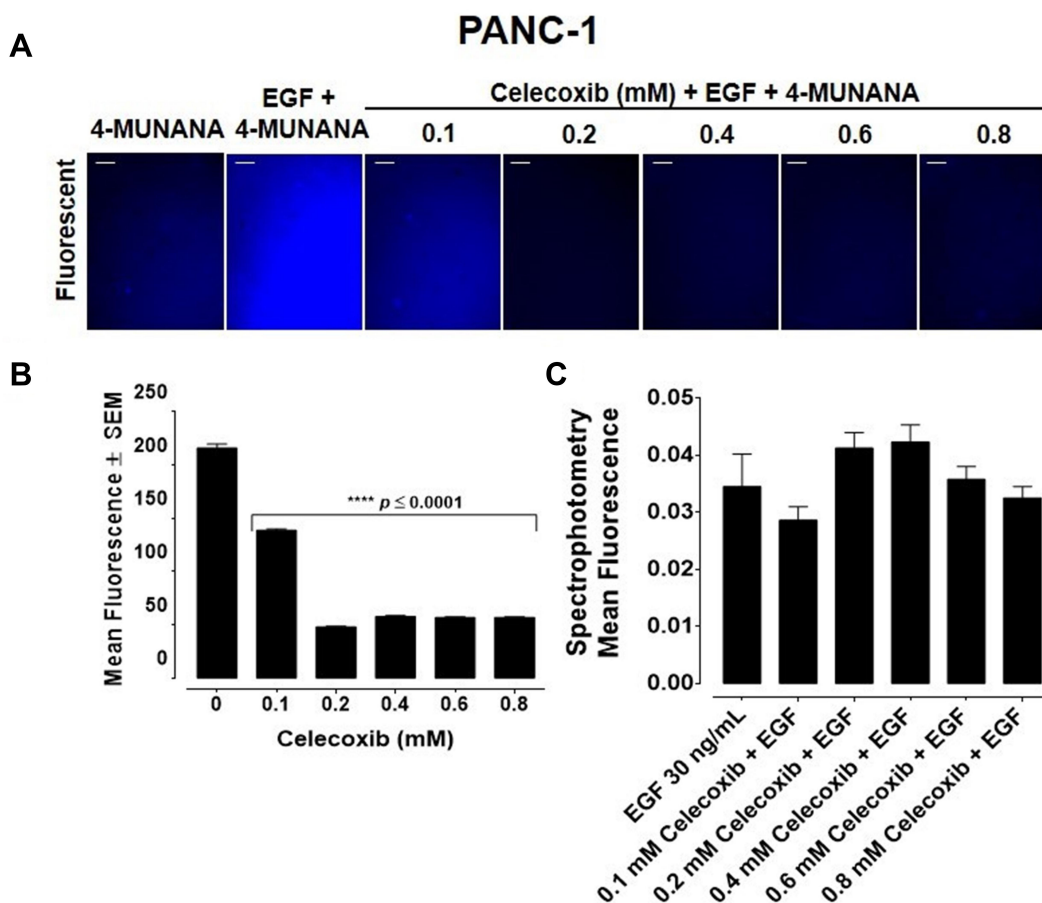 PANC-1
A
4-MUNANA
EGF +
4-MUNANA
Celecoxib (mM) + EGF + 4-MUNANA
0.1 0.2 0.4 0.6 0.8
Fluorescent
B
Mean Fluorescence ± SEM
250
200
150
100
50
0
**** p ≤ 0.0001
0 0.1 0.2 0.4 0.6 0.8
Celecoxib (mM)
C
Spectrophotometry
Mean Fluorescence
0.05
0.04
0.03
0.02
0.01
0.00
EGF 30 ng/mL
0.1 mM Celecoxib + EGF
0.2 mM Celecoxib + EGF
0.4 mM Celecoxib + EGF
0.6 mM Celecoxib + EGF
0.8 mM Celecoxib + EGF